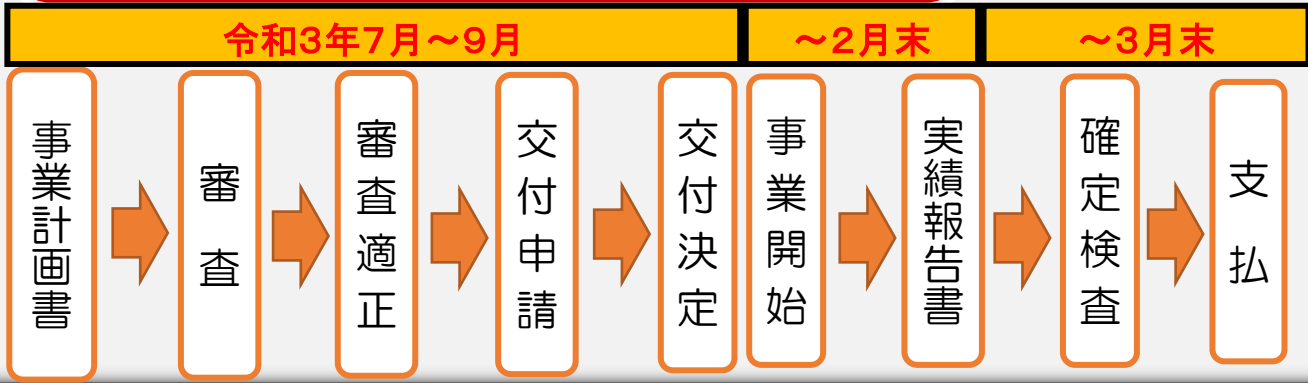 令和3年7月~9月
~2月末
~3月末
事業計画書
審査
審査適正
交付申請
交付決定
事業開始
実績報告書
確定検査
支払